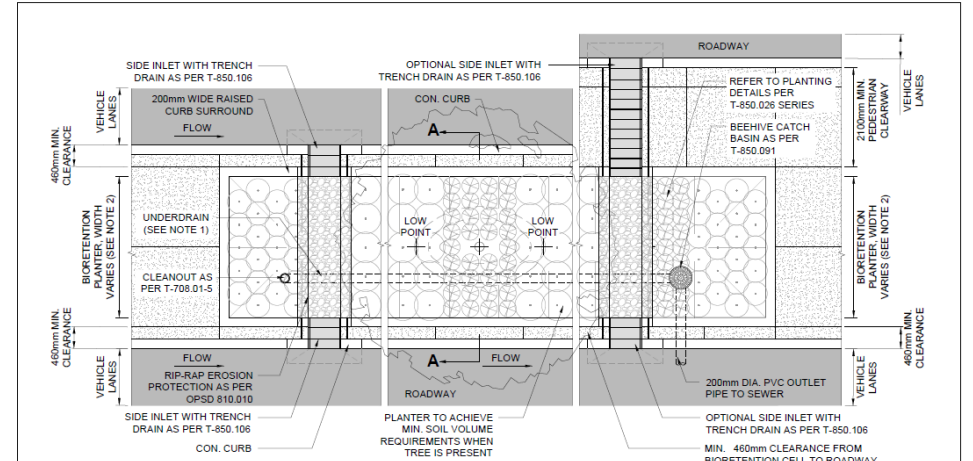 ROADWAY
SIDE INLET WITH TRENCH
DRAIN AS PER T-850.106
OPTIONAL SIDE INLET WITH
TRENCH DRAIN AS PER T-850.106
VEHICLE
LANES
200mm WIDE RAISED
CURB SURROUND
CON. CURB
REFER TO PLANTING
DETAILS PER
T-850.026 SERIES
2100mm MIN.
PEDESTRIAN
CLEARWAY
VEHICLE
LANES
FLOW
A
BEEHIVE CATCH
BASIN AS PER
T-850.091
460mm MIN.
CLEARANCE
BIORETENTION
PLANTER, WIDTH
VARIES (SEE NOTE 2)
UNDERDRAIN
(SEE NOTE 1)
LOW
POINT
LOW
POINT
BIORETENTION
PLANTER, WIDTH
VARIES (SEE NOTE 2)
CLEANOUT AS
PER T-708.01-5
460mm MIN.
CLEARANCE
460mm MIN.
CLEARANCE
VEHICLE
LANES
FLOW
A
FLOW
RIP-RAP EROSION
PROTECTION AS PER
OPSD 810.010
ROADWAY
200mm DIA. PVC OUTLET
PIPE TO SEWER
VEHICLE
LANES
SIDE INLET WITH TRENCH
DRAIN AS PER T-850.106
PLANTER TO ACHIEVE
MIN. SOIL VOLUME
REQUIREMENTS WHEN
TREE IS PRESENT
OPTIONAL SIDE INLET WITH
TRENCH DRAIN AS PER T-850.106
CON. CURB
MIN. 460mm CLEARANCE FROM
BIORETENTION CELL TO ROADWAY